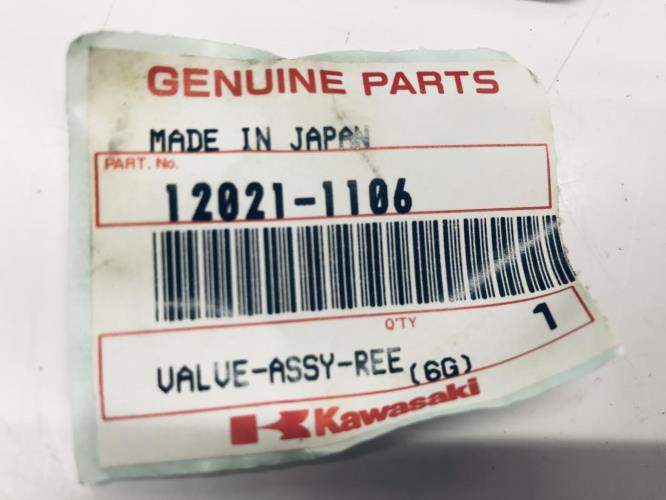 GENUINE PARTS
MADE IN JAPAN
PART. No.
12021-1106
Q'TY 1
VALVE-ASSY-REE(6G)
Kawasaki